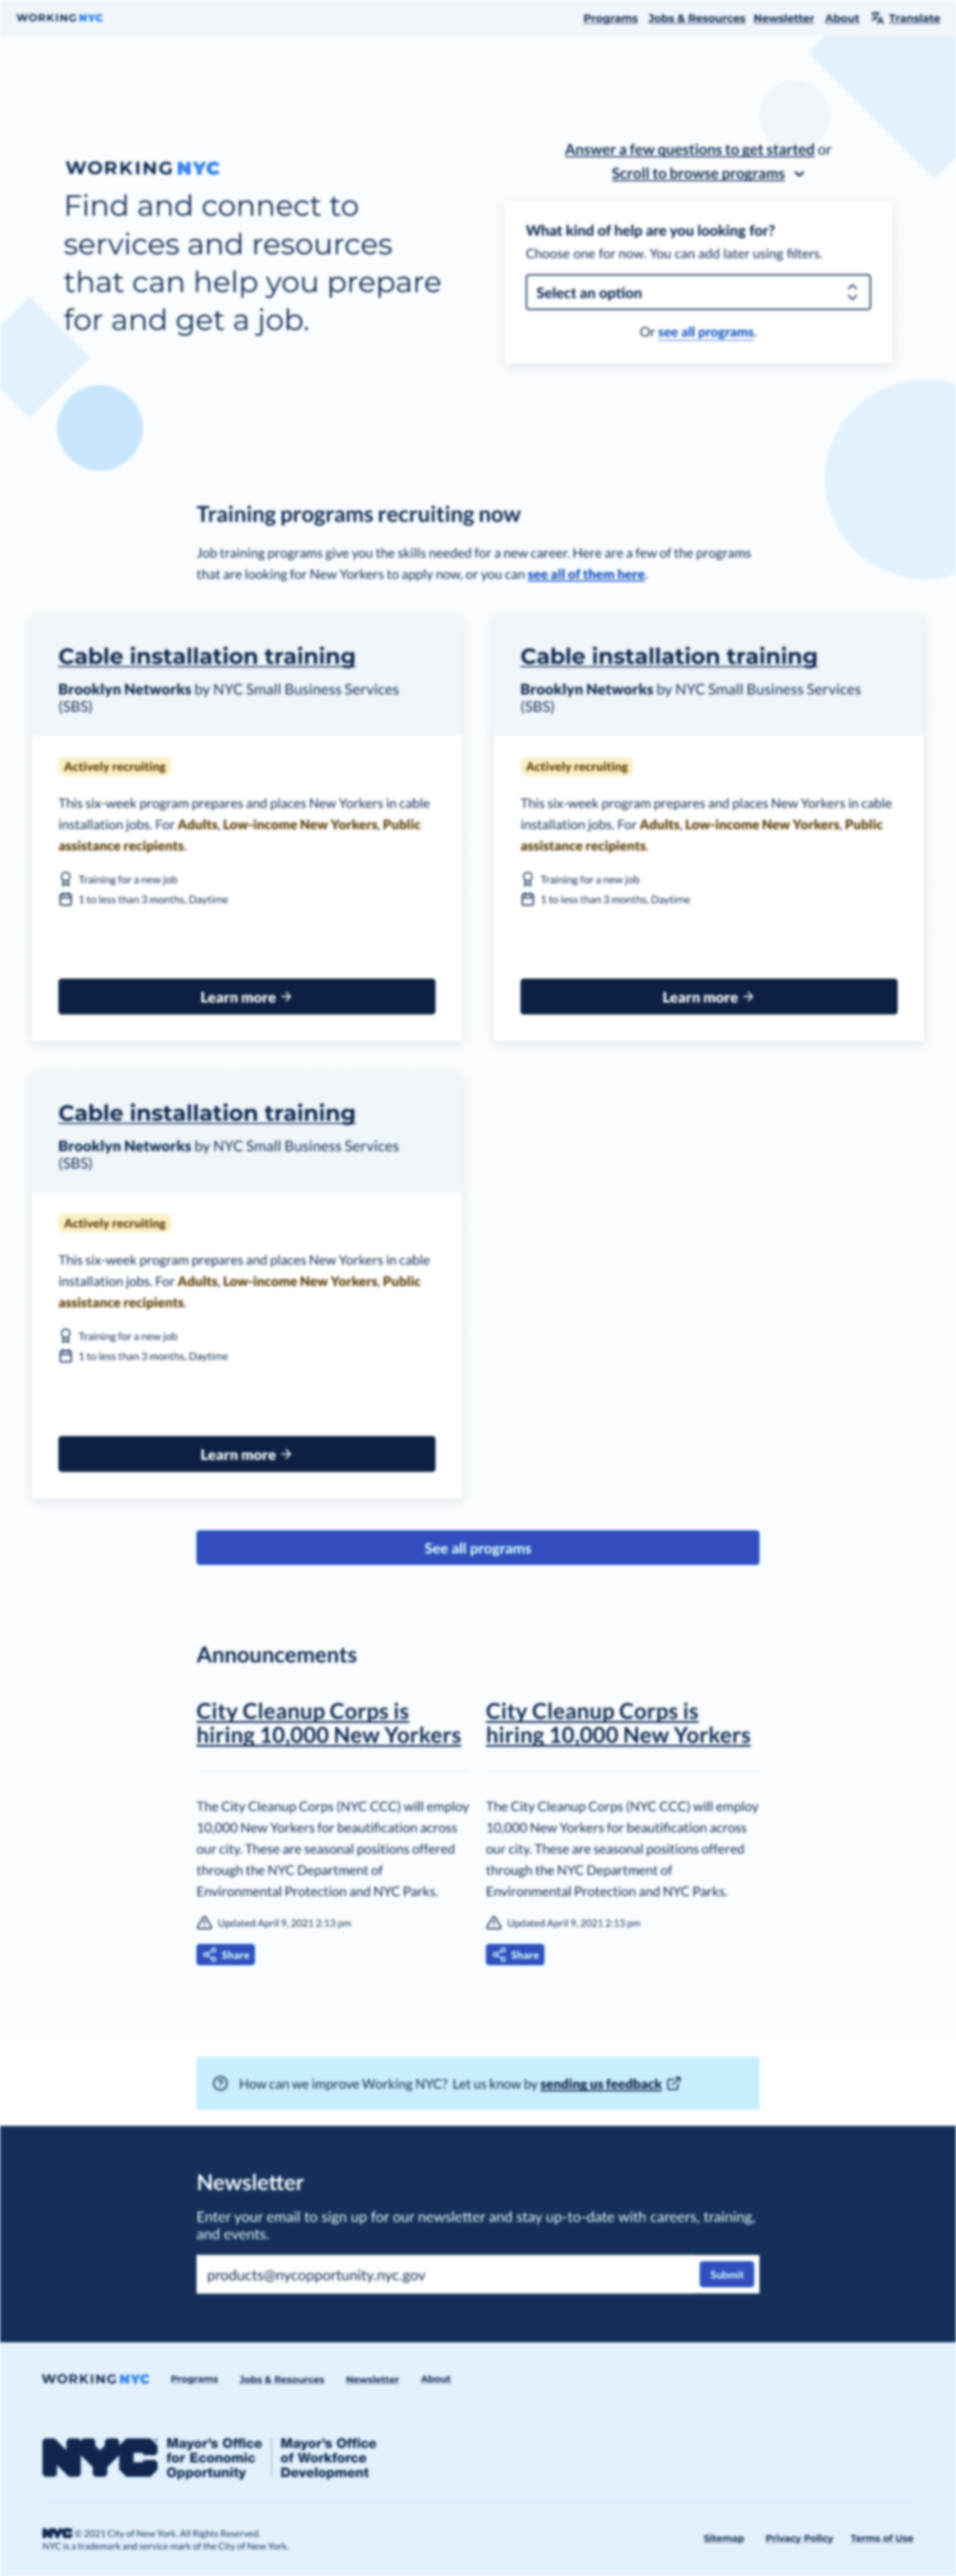 WORKING NYC
Programs Jobs & Resources Newsletter About Translate
Answer a few questions to get started or
Scroll to browse programs
WORKING NYC
Find and connect to
services and resources
that can help you prepare
for and get a job.
What kind of help are you looking for?
Choose one for now. You can add later using filters.
Select an option
Or see all programs.
Training programs recruiting now
Job training programs give you the skills needed for a new career. Here are a few of the programs
that are looking for New Yorkers to apply now, or you can see all of them here.
Cable installation training
Brooklyn Networks by NYC Small Business Services
(SBS)
Actively recruiting
This six-week program prepares and places New Yorkers in cable
installation jobs. For Adults, Low-income New Yorkers, Public
assistance recipients.
Training for a new job
1 to less than 3 months, Daytime
Learn more
Cable installation training
Brooklyn Networks by NYC Small Business Services
(SBS)
Actively recruiting
This six-week program prepares and places New Yorkers in cable
installation jobs. For Adults, Low-income New Yorkers, Public
assistance recipients.
Training for a new job
1 to less than 3 months, Daytime
Learn more
Cable installation training
Brooklyn Networks by NYC Small Business Services
(SBS)
Actively recruiting
This six-week program prepares and places New Yorkers in cable
installation jobs. For Adults, Low-income New Yorkers, Public
assistance recipients.
Training for a new job
1 to less than 3 months, Daytime
Learn more
See all programs
Announcements
City Cleanup Corps is
hiring 10,000 New Yorkers
The City Cleanup Corps (NYC CCC) will employ
10,000 New Yorkers for beautification across
our city. These are seasonal positions offered
through the NYC Department of
Environmental Protection and NYC Parks.
Updated April 9, 2021 2:13 pm
Share
City Cleanup Corps is
hiring 10,000 New Yorkers
The City Cleanup Corps (NYC CCC) will employ
10,000 New Yorkers for beautification across
our city. These are seasonal positions offered
through the NYC Department of
Environmental Protection and NYC Parks.
Updated April 9, 2021 2:13 pm
Share
How can we improve Working NYC? Let us know by sending us feedback
Newsletter
Enter your email to sign up for our newsletter and stay up-to-date with careers, training,
and events.
products@nycopportunity.nyc.gov
Submit
WORKING NYC Programs Jobs & Resources Newsletter About
NYC
Mayor's Office
for Economic
Opportunity
Mayor's Office
of Workforce
Development
NYC © 2021 City of New York. All Rights Reserved.
NYC is a trademark and service mark of the City of New York.
Sitemap Privacy Policy Terms of Use